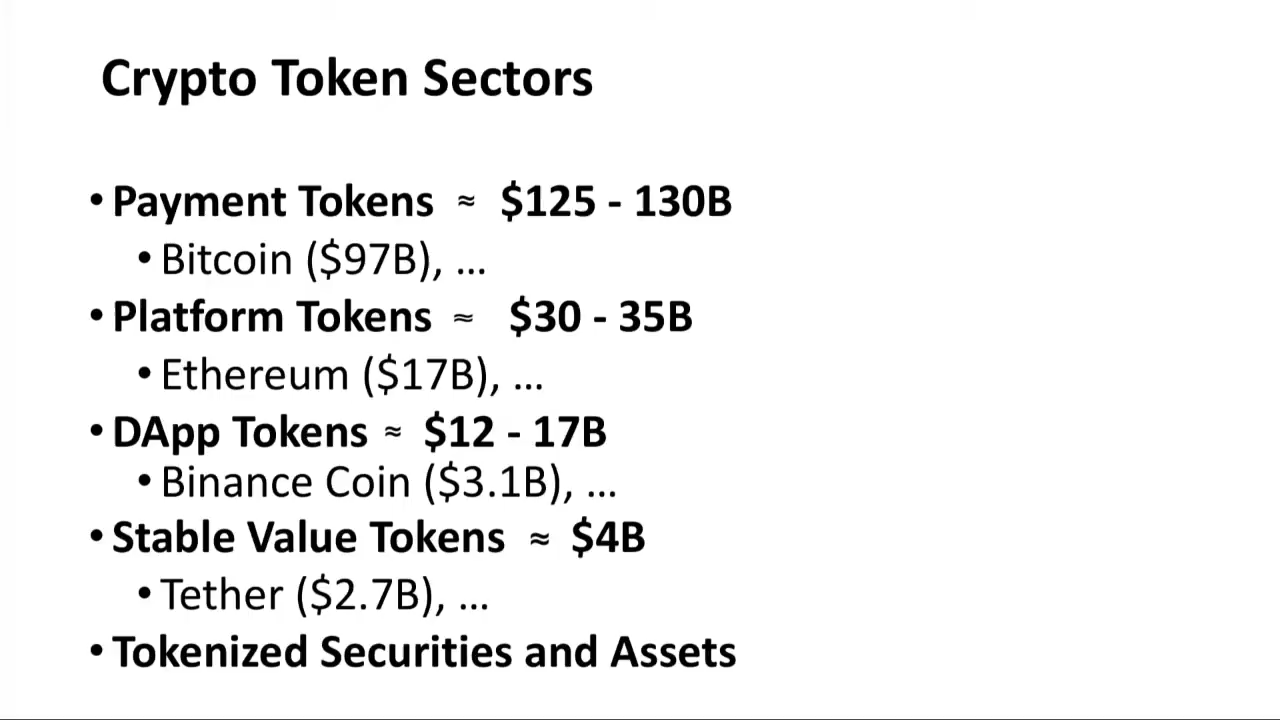 Crypto Token Sectors
• Payment Tokens ≈ $125 - 130B
• Bitcoin ($97B), ...
• Platform Tokens ≈ $30 - 35B
• Ethereum ($17B), ...
• DApp Tokens ≈ $12 - 17B
• Binance Coin ($3.1B), ...
• Stable Value Tokens ≈ $4B
• Tether ($2.7B), ...
• Tokenized Securities and Assets